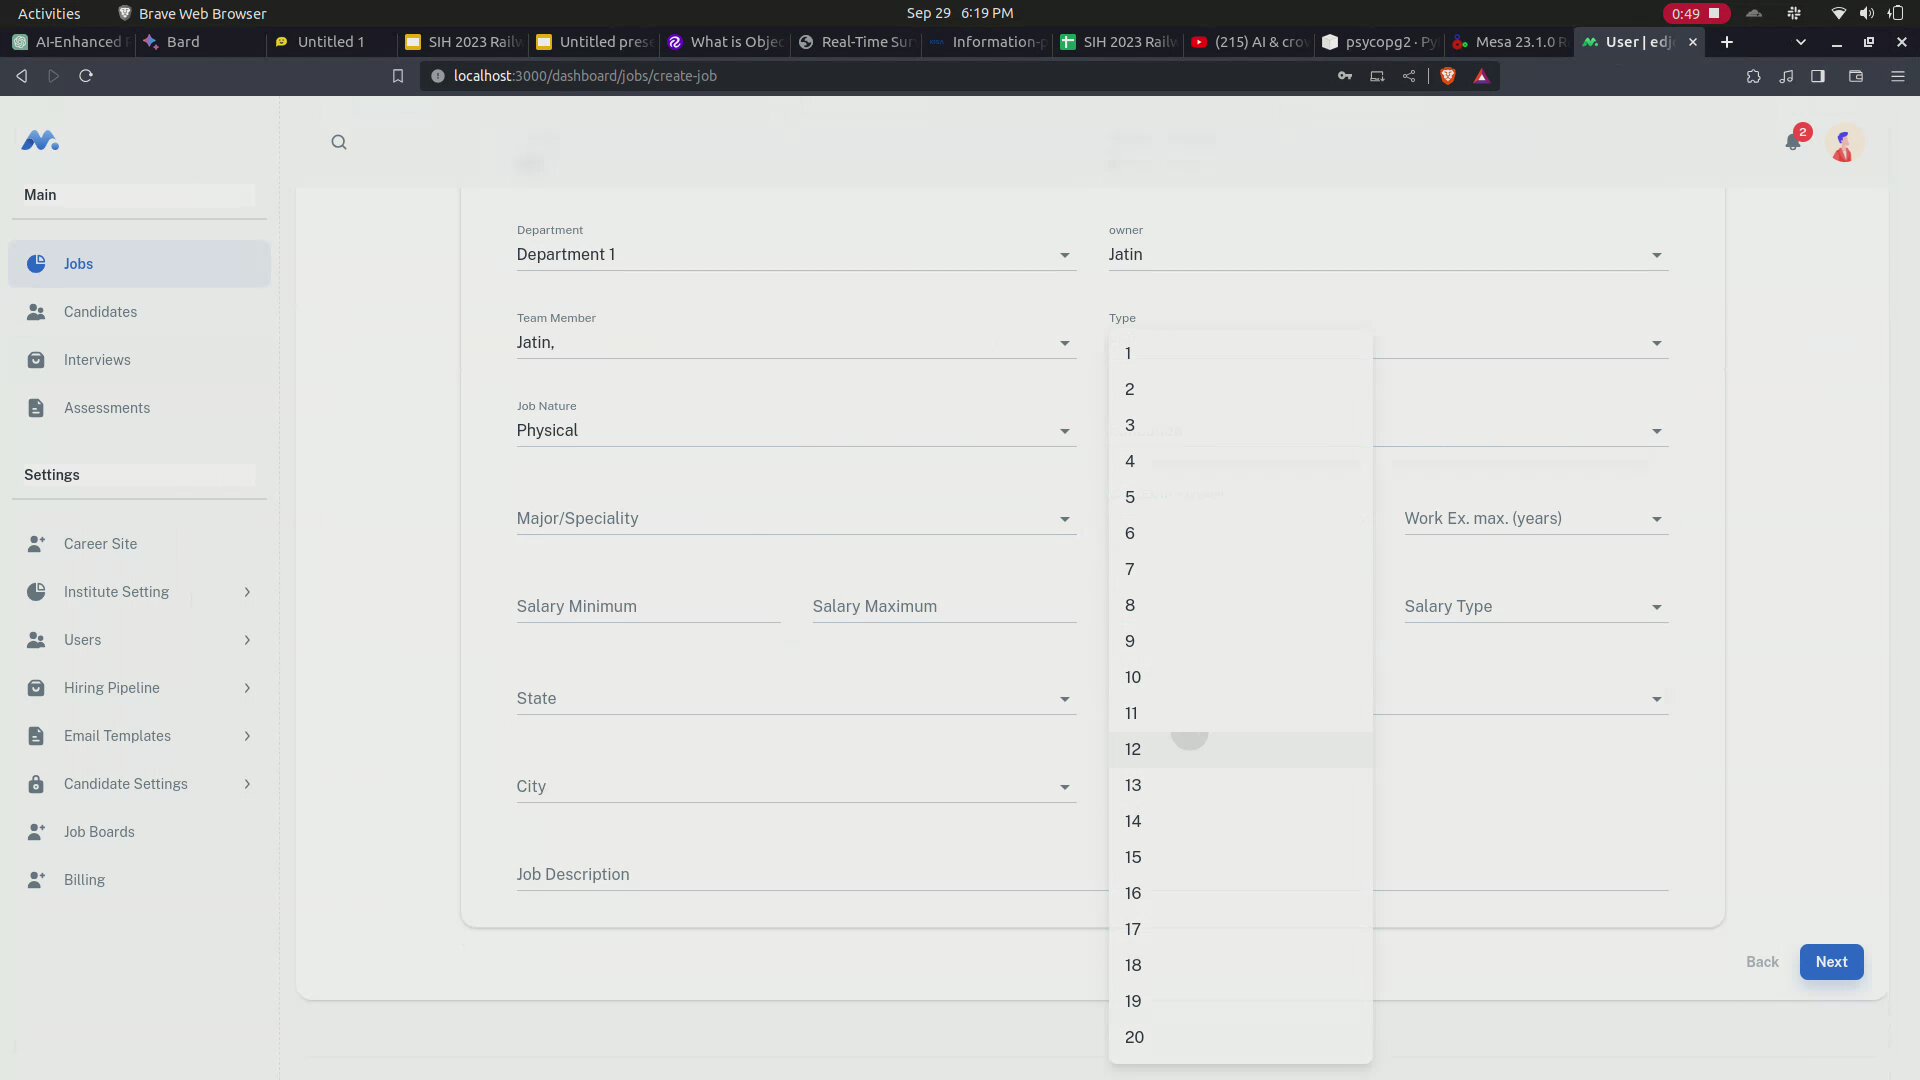 Activities
Brave Web Browser
Sep 29 6:19 PM
0:49
AI-Enhanced
Bard
Untitled 1
SIH 2023 Railw
Untitled prese
What is Objec
Real-Time Sur
Information-p
SIH 2023 Railw
(215) AI & crow
psycopg2 · Py
Mesa 23.1.0 R
User | edj
localhost:3000/dashboard/jobs/create-job
2
Main
Jobs
Candidates
Interviews
Assessments
Settings
Career Site
Institute Setting
Users
Hiring Pipeline
Email Templates
Candidate Settings
Job Boards
Billing
Department
Department 1
owner
Jatin
Team Member
Jatin,
Type
Job Nature
Physical
Major/Speciality
Work Ex. max. (years)
Salary Minimum
Salary Maximum
Salary Type
State
City
Job Description
1
2
3
4
5
6
7
8
9
10
11
12
13
14
15
16
17
18
19
20
Back
Next